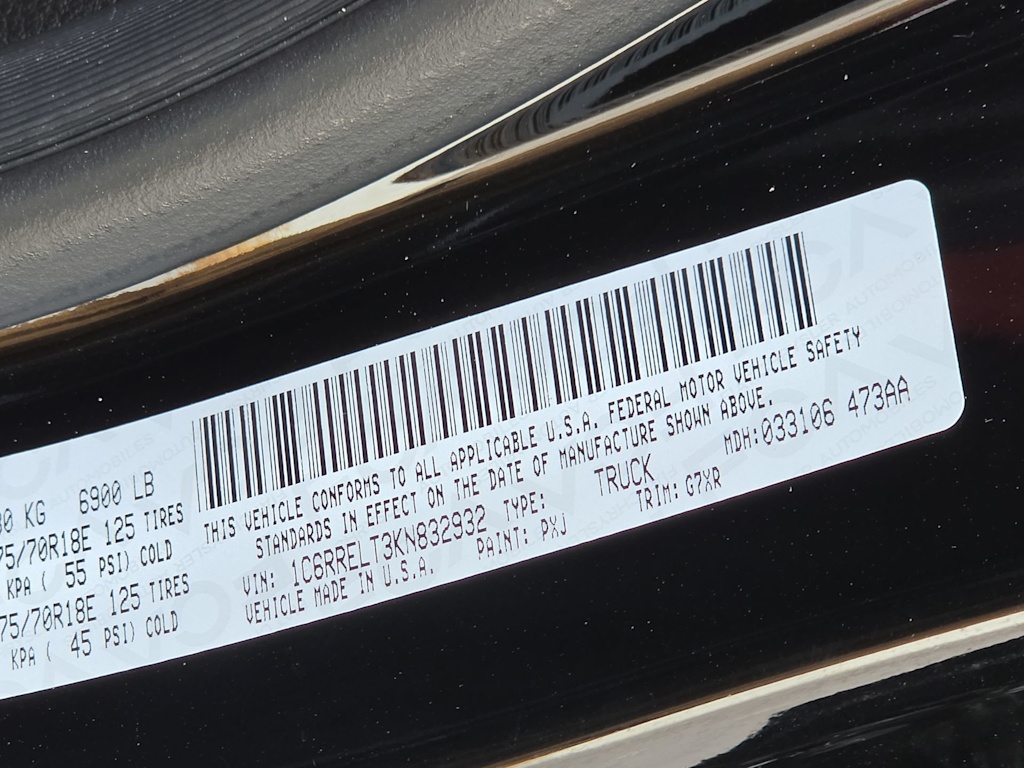 KG 6900 LB
75/70R18E 125 TIRES
KPA ( 55 PSI) COLD
75/70R18E 125 TIRES
KPA ( 45 PSI) COLD
THIS VEHICLE CONFORMS TO ALL APPLICABLE U.S.A. FEDERAL MOTOR VEHICLE SAFETY
STANDARDS IN EFFECT ON THE DATE OF MANUFACTURE SHOWN ABOVE.
MDH:033106 473AA
VIN: 1C6RRELT3KN832932 TYPE: TRUCK
VEHICLE MADE IN U.S.A. PAINT: PXJ TRIM: G7XR